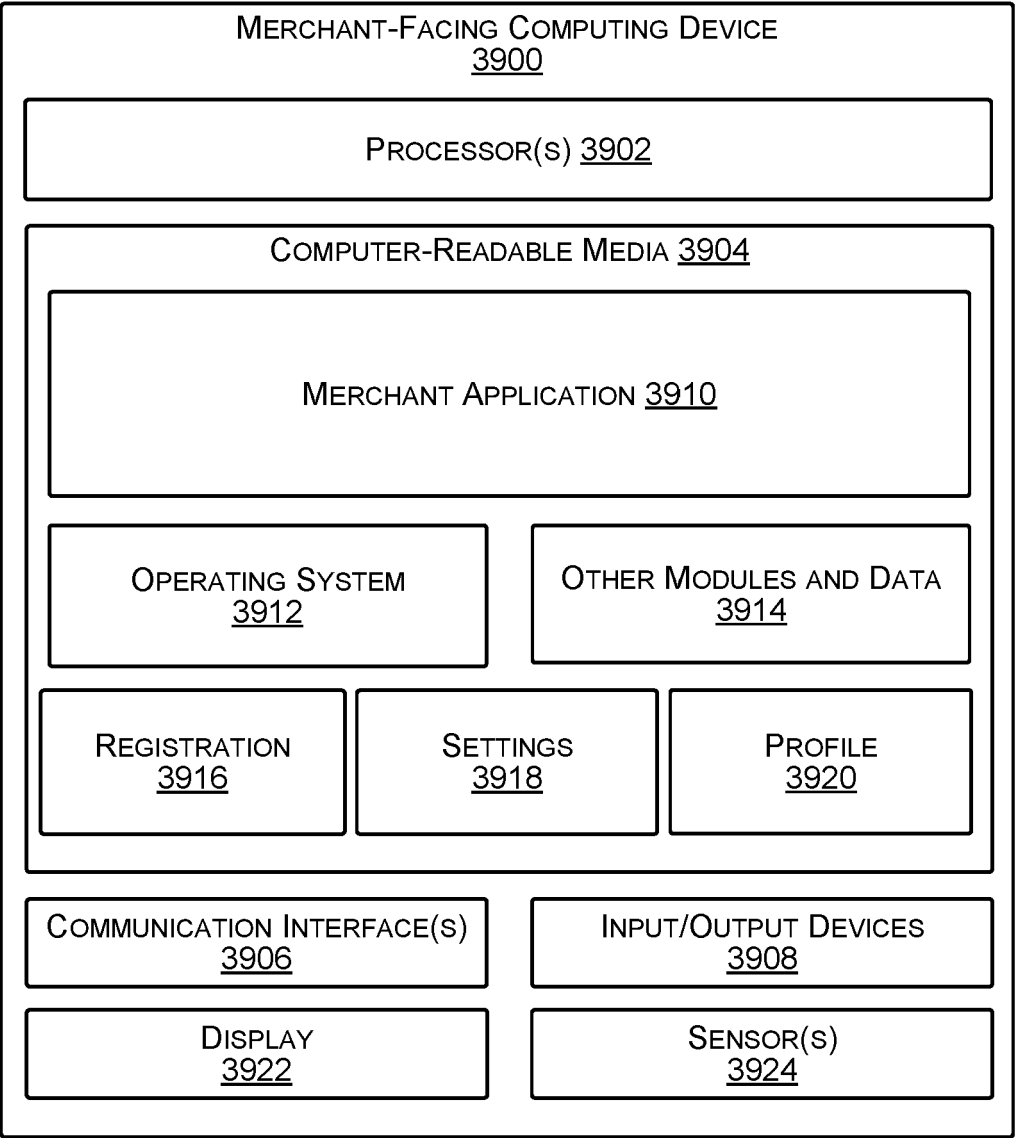 MERCHANT-FACING COMPUTING DEVICE
3900
PROCESSOR(S) 3902
COMPUTER-READABLE MEDIA 3904
MERCHANT APPLICATION 3910
OPERATING SYSTEM
3912
OTHER MODULES AND DATA
3914
REGISTRATION
3916
SETTINGS
3918
PROFILE
3920
COMMUNICATION INTERFACE(S)
3906
INPUT/OUTPUT DEVICES
3908
DISPLAY
3922
SENSOR(S)
3924